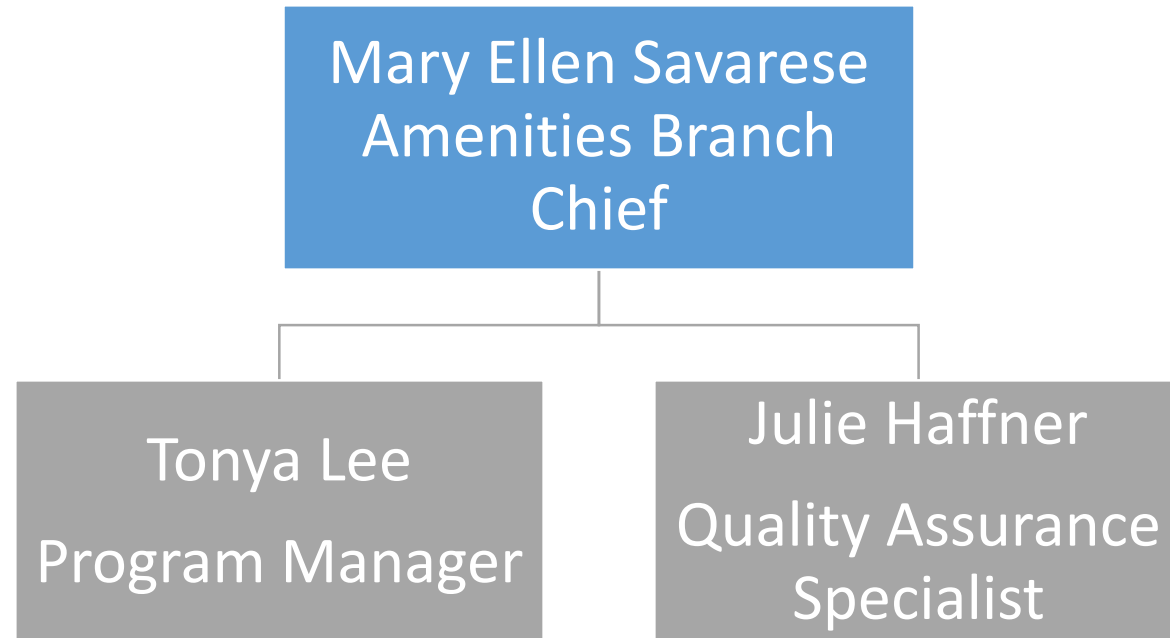 Mary Ellen Savarese
Amenities Branch
Chief
Tonya Lee
Program Manager
Julie Haffner
Quality Assurance
Specialist